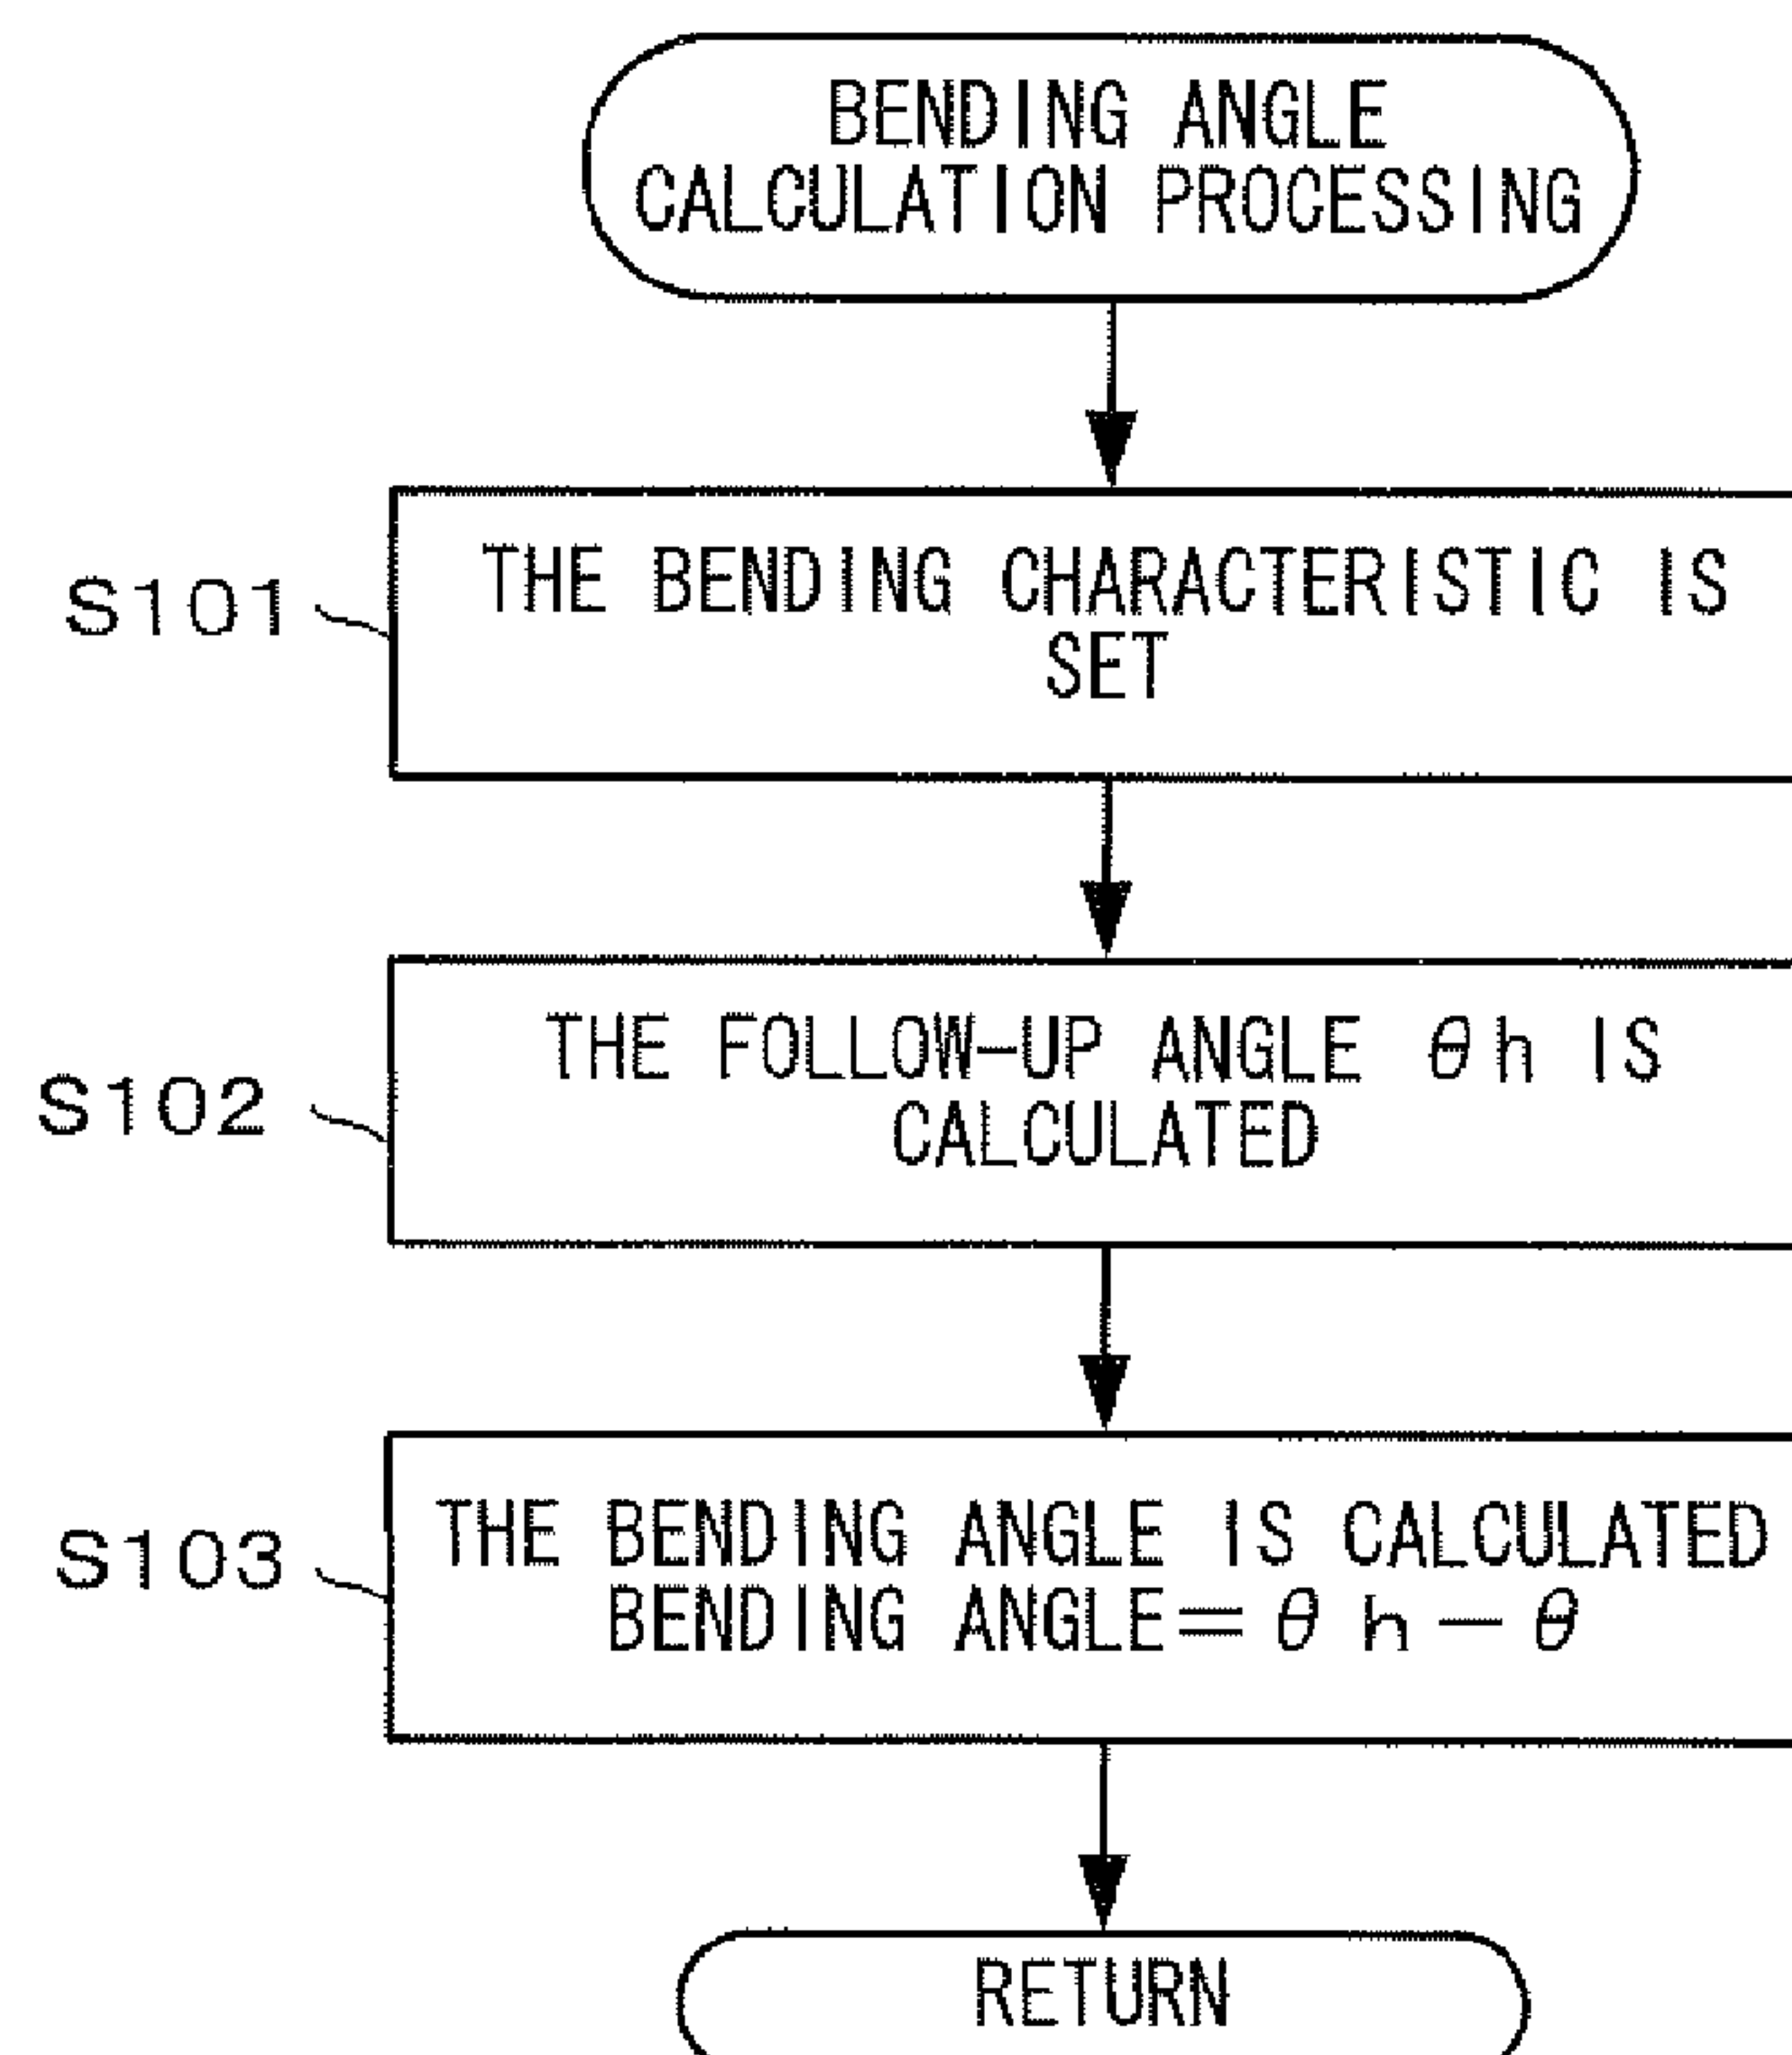 BENDING ANGLE
CALCULATION PROCESSING
S101
THE BENDING CHARACTERISTIC IS
SET
S102
THE FOLLOW-UP ANGLE θh IS
CALCULATED
S103
THE BENDING ANGLE IS CALCULATED
BENDING ANGLE=θh-θ
RETURN